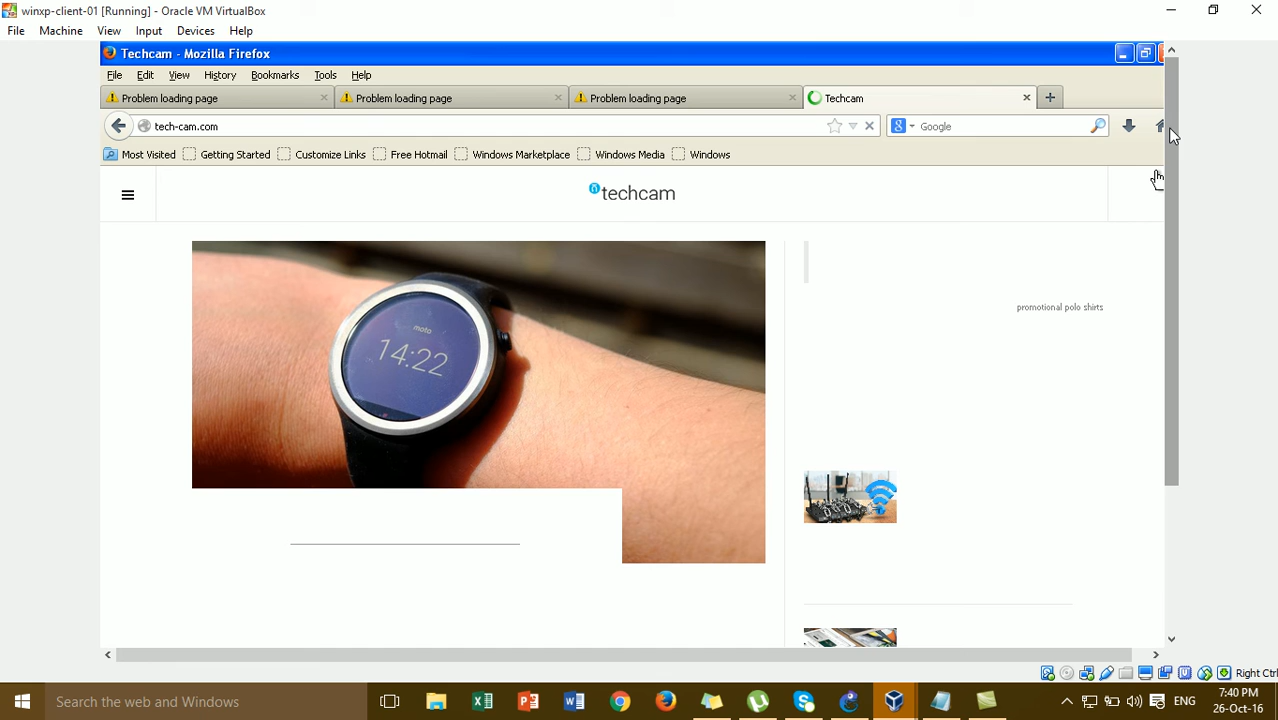 winxp-client-01 [Running] - Oracle VM VirtualBox
File Machine View Input Devices Help
Techcam - Mozilla Firefox
File Edit View History Bookmarks Tools Help
Problem loading page Problem loading page Problem loading page Techcam
tech-cam.com Google
Most Visited Getting Started Customize Links Free Hotmail Windows Marketplace Windows Media Windows
techcam
moto
14:22
promotional polo shirts
Right Ctrl
Search the web and Windows
ENG
7:40 PM
26-Oct-16